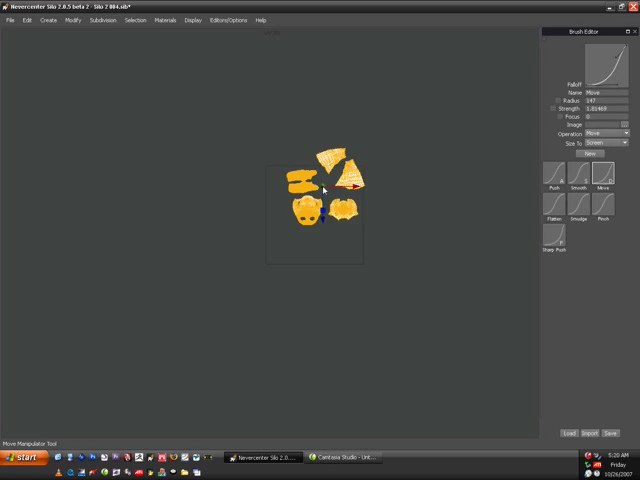 Nevercenter Silo 2.0.5 beta 2 - Silo 2 004.sib*
File Edit Create Modify Subdivision Selection Materials Display Editors/Options Help
Brush Editor
Falloff
Name Move
Radius 147
Strength 1.81469
Focus 0
Image
Operation Move
Size To Screen
New
A S D
Push Smooth Move
Flatten Smudge Pinch
Sharp Push
Load Import Save
Move Manipulator Tool
start
Nevercenter Silo 2.0....
Camtasia Studio - Unt...
5:20 AM
Friday
10/26/2007